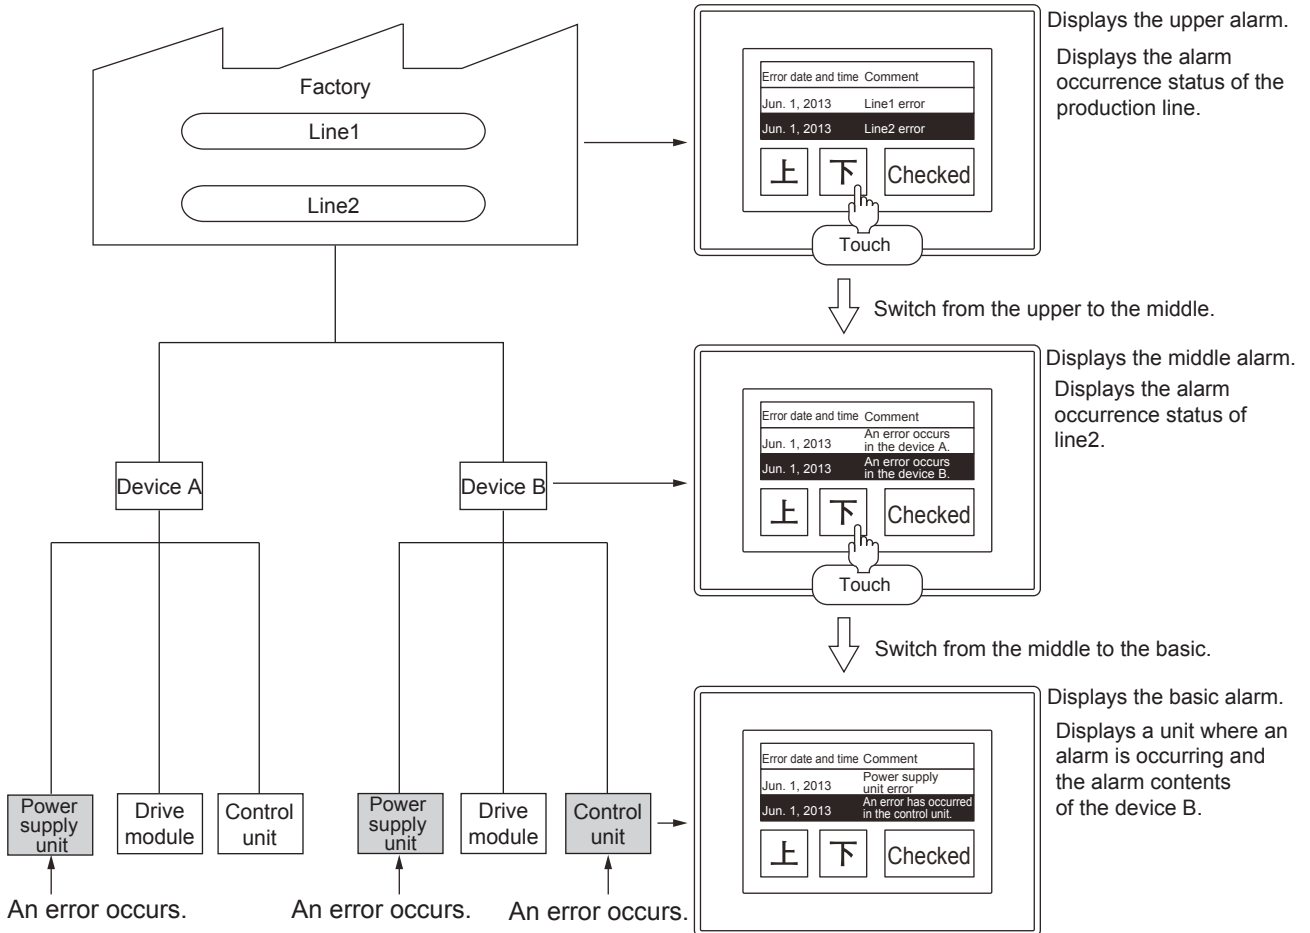 Factory
Line1
Line2
Device A
Device B
Power
supply
unit
Drive
module
Control
unit
Power
supply
unit
Drive
module
Control
unit
An error occurs.
An error occurs.
An error occurs.
Error date and time Comment
Jun. 1, 2013 Line1 error
Jun. 1, 2013 Line2 error
上 下 Checked
Touch
Displays the upper alarm.
Displays the alarm
occurrence status of the
production line.
Switch from the upper to the middle.
Error date and time Comment
Jun. 1, 2013 An error occurs
in the device A.
Jun. 1, 2013 An error occurs
in the device B.
上 下 Checked
Touch
Displays the middle alarm.
Displays the alarm
occurrence status of
line2.
Switch from the middle to the basic.
Error date and time Comment
Jun. 1, 2013 Power supply
unit error
Jun. 1, 2013 An error has occurred
in the control unit.
上 下 Checked
Displays the basic alarm.
Displays a unit where an
alarm is occurring and
the alarm contents
of the device B.